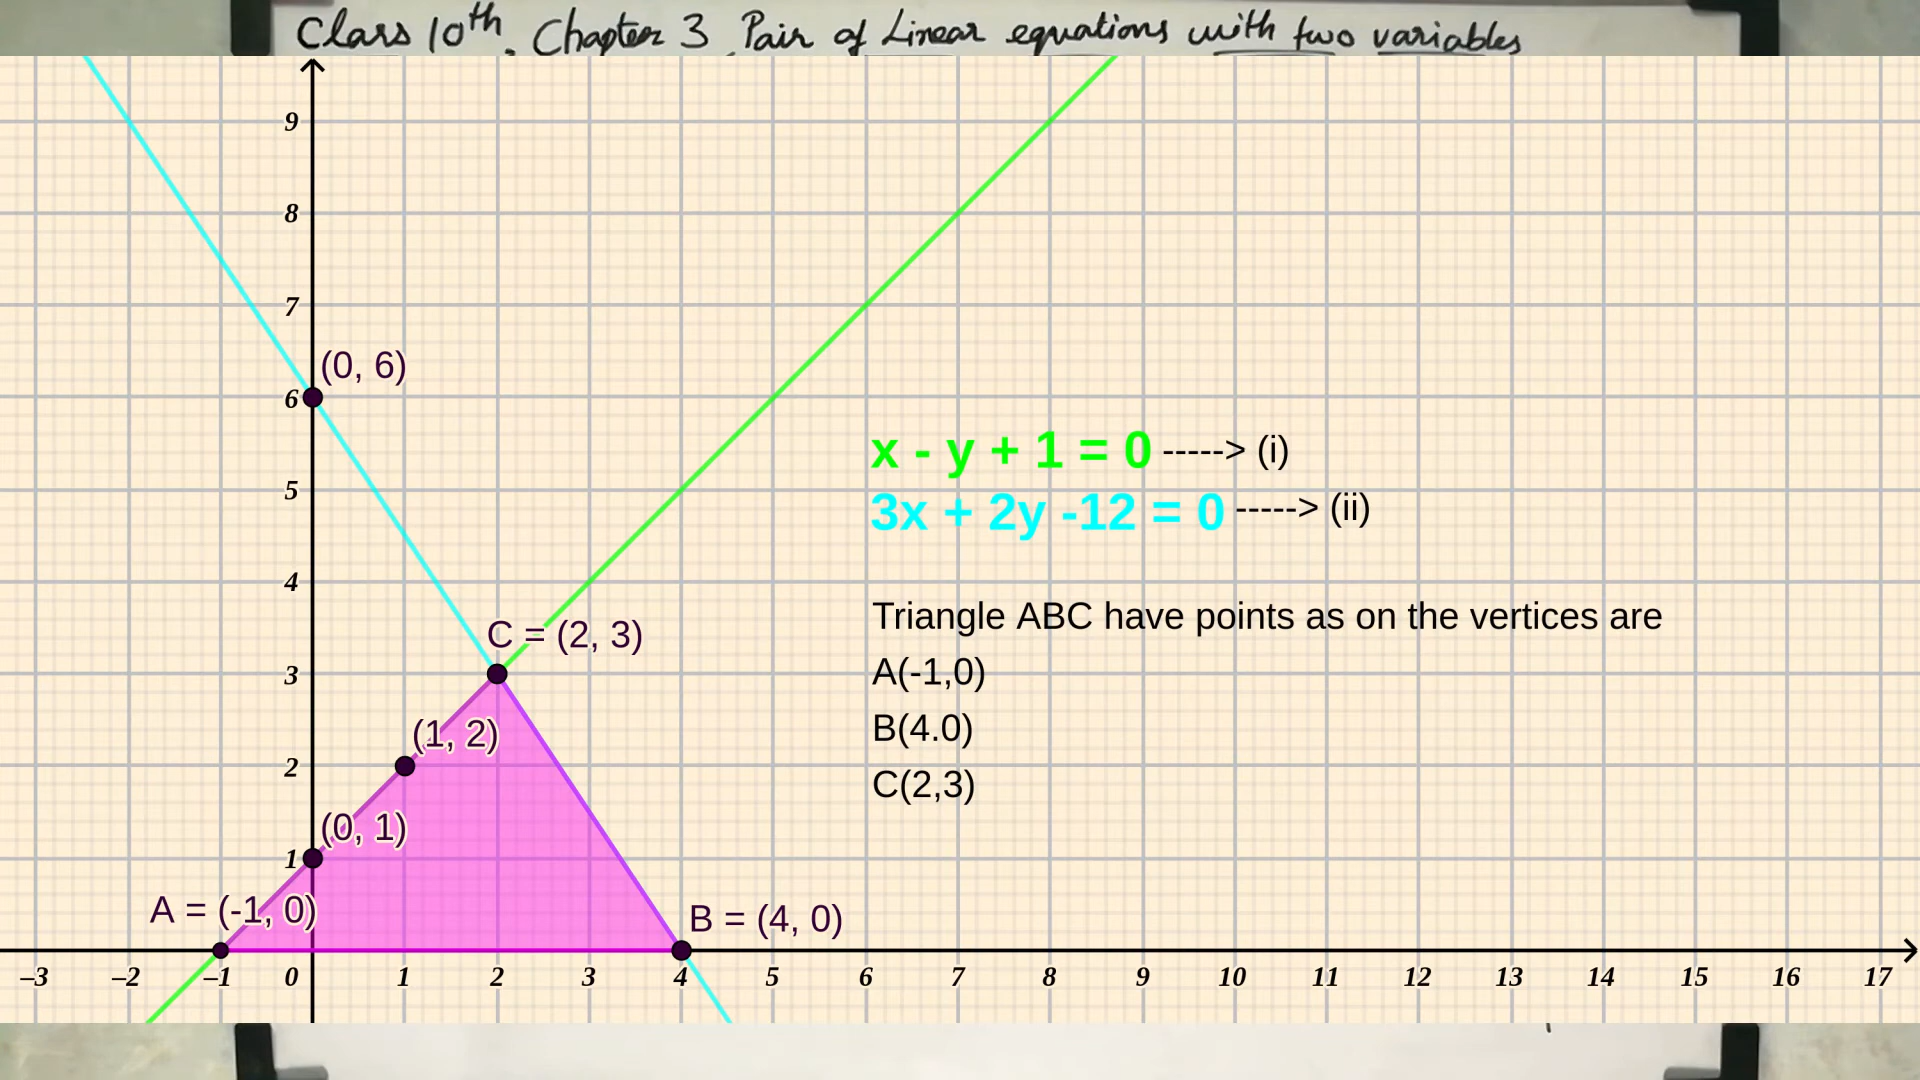 Class 10th, Chapter 3 Pair of Linear equations with two variables
9
8
7
(0, 6)
6
x - y + 1 = 0 -----> (i)
5
3x + 2y -12 = 0 -----> (ii)
4
Triangle ABC have points as on the vertices are
C = (2, 3)
3
A(-1,0)
(1, 2)
B(4.0)
2
C(2,3)
(0, 1)
1
A = (-1, 0)
B = (4, 0)
–3 –2 –1 0 1 2 3 4 5 6 7 8 9 10 11 12 13 14 15 16 17